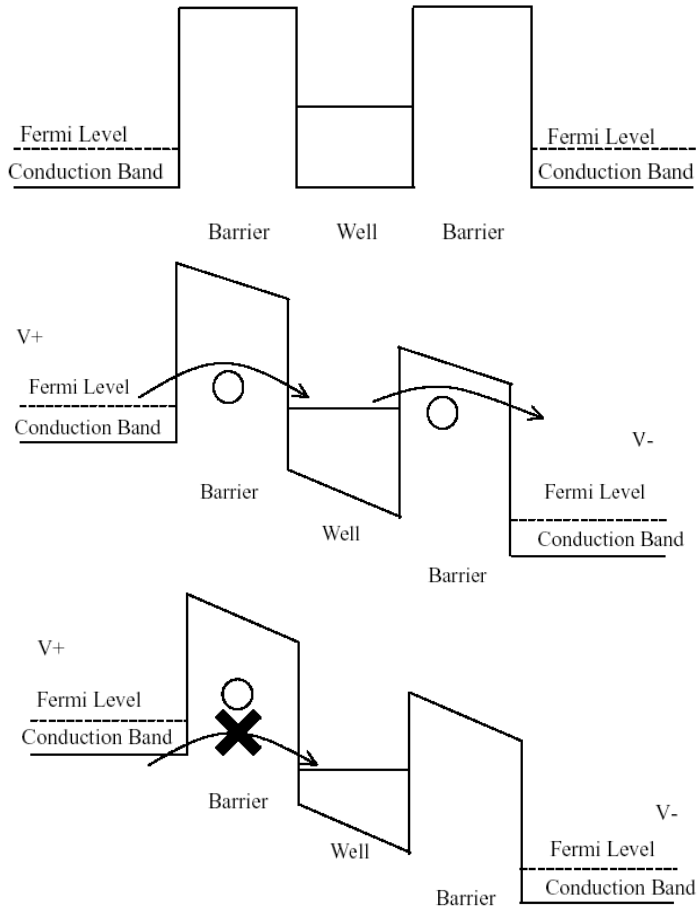 Fermi Level
Fermi Level
Conduction Band
Conduction Band
Barrier
Well
Barrier
V+
Fermi Level
Conduction Band
V-
Barrier
Fermi Level
Well
Conduction Band
Barrier
V+
Fermi Level
Conduction Band
Barrier
V-
Well
Fermi Level
Conduction Band
Barrier